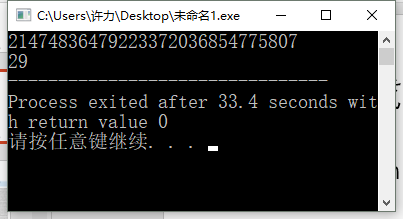 C:\Users\许力\Desktop\未命名1.exe
21474836479223372036854775807
29
--------------------------------
Process exited after 33.4 seconds wit
h return value 0
请按任意键继续. . .